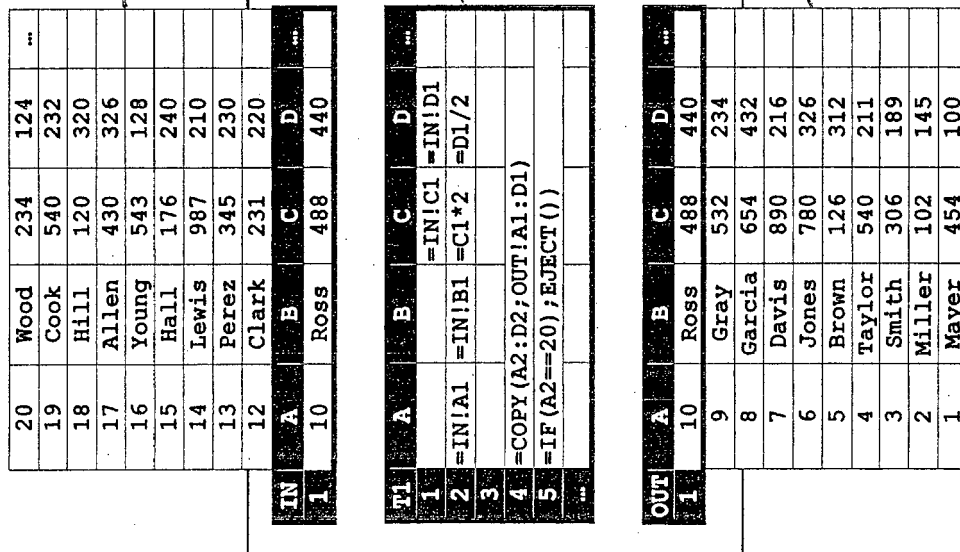 20 Wood 234 124 ...
19 Cook 540 232
18 Hill 120 320
17 Allen 430 326
16 Young 543 128
15 Hall 176 240
14 Lewis 987 210
13 Perez 345 230
12 Clark 231 220
IN A B C D ...
1 10 Ross 488 440
T1 A B C D
1 =IN!C1 =IN!D1
2 =IN!A1 =IN!B1 =C1*2 =D1/2
3
4 =COPY(A2:D2;OUT!A1:D1)
5 =IF(A2==20);EJECT())
...
OUT A B C D ...
1 10 Ross 488 440
9 Gray 532 234
8 Garcia 654 432
7 Davis 890 216
6 Jones 780 326
5 Brown 126 312
4 Taylor 540 211
3 Smith 306 189
2 Miller 102 145
1 Mayer 454 100